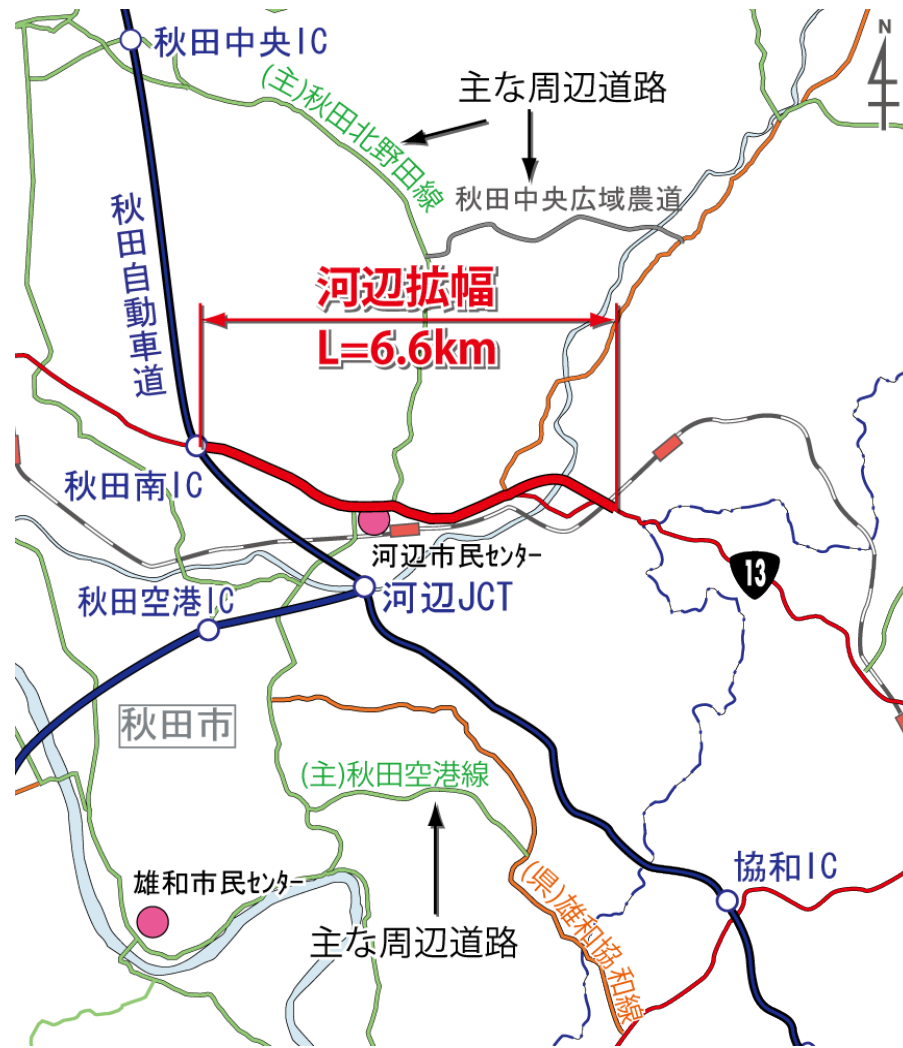 N
秋田中央IC
主な周辺道路
(主)秋田北野田線
秋田中央広域農道
秋田自動車道
河辺拡幅
L=6.6km
秋田南IC
河辺市民センター
13
秋田空港IC
河辺JCT
秋田市
(主)秋田空港線
協和IC
雄和市民センター
(県)雄和協和線
主な周辺道路